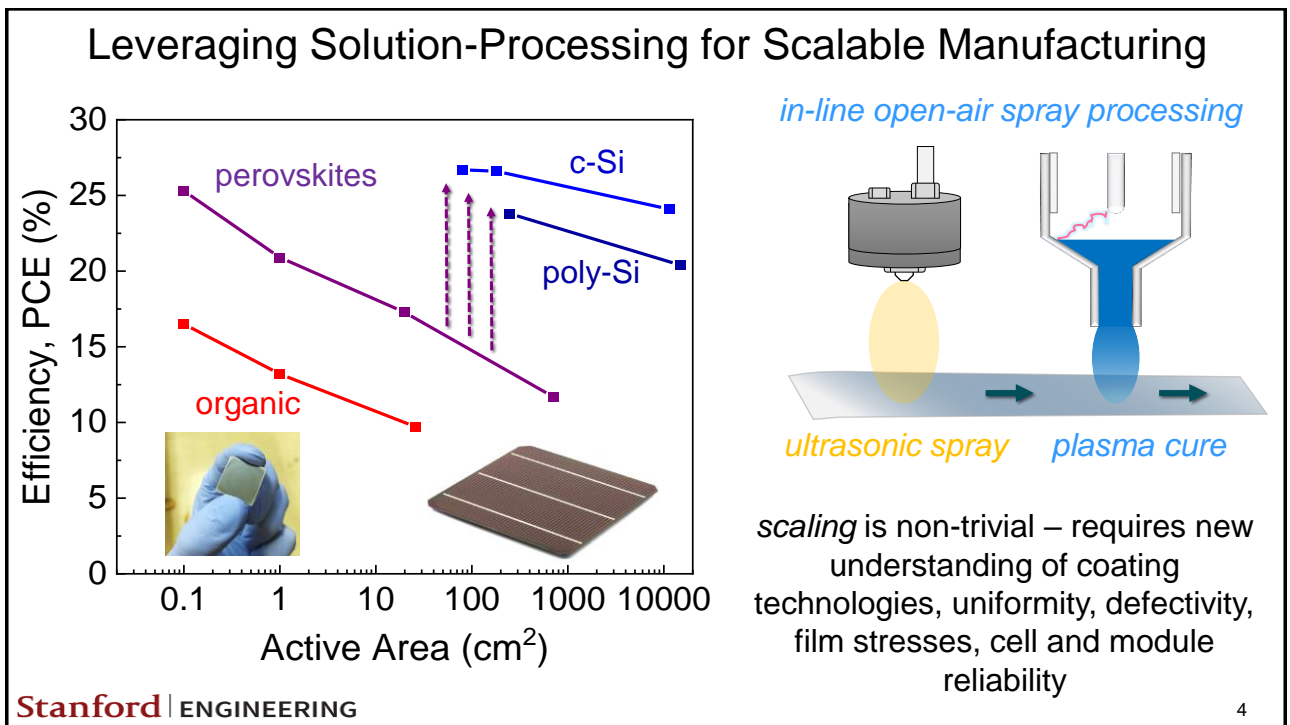 Leveraging Solution-Processing for Scalable Manufacturing
30
25
20
15
10
5
0
Efficiency, PCE (%)
perovskites
c-Si
poly-Si
organic
0.1 1 10 100 1000 10000
Active Area (cm²)
in-line open-air spray processing
ultrasonic spray plasma cure
scaling is non-trivial – requires new
understanding of coating
technologies, uniformity, defectivity,
film stresses, cell and module
reliability
Stanford | ENGINEERING
4